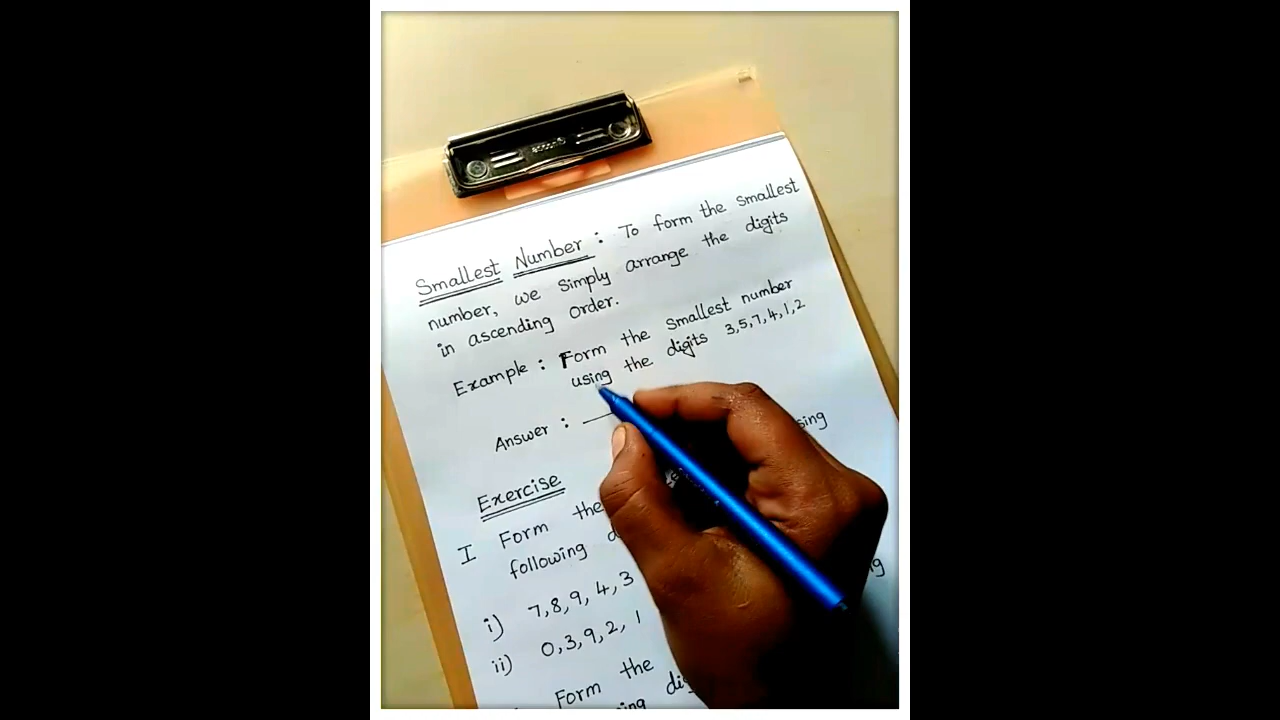 Smallest Number : To form the smallest
number, we simply arrange the digits
in ascending order.
Example : Form the smallest number
using the digits 3,5,7,4,1,2
Answer :
Exercise
I Form the
following
i) 7,8,9,4,3
ii) 0,3,9,2,1
Form the